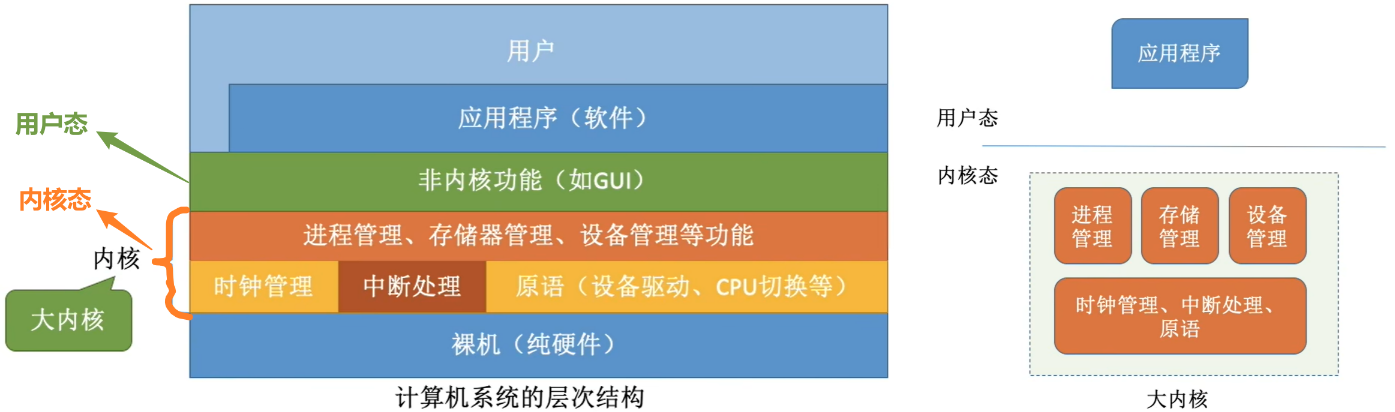 用户
应用程序（软件）
用户态
非内核功能（如GUI）
内核态
进程管理、存储器管理、设备管理等功能
内核
时钟管理
中断处理
原语（设备驱动、CPU切换等）
大内核
裸机（纯硬件）
计算机系统的层次结构
应用程序
用户态
内核态
进程
管理
存储
管理
设备
管理
时钟管理、中断处理、
原语
大内核